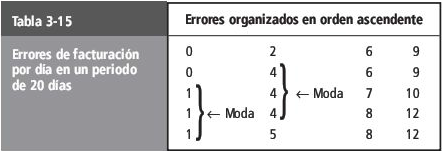 Tabla 3-15
Errores de facturación
por día en un periodo
de 20 días
Errores organizados en orden ascendente
0 2 6 9
0 4 6 9
1 4 ← Moda 7 10
1 ← Moda 4 8 12
1 5 8 12